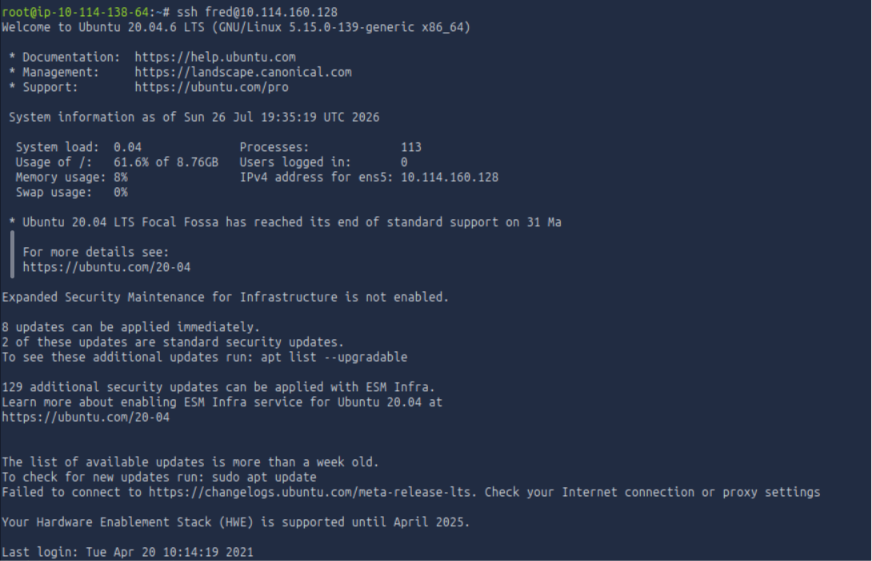 root@ip-10-114-138-64:~# ssh fred@10.114.160.128
Welcome to Ubuntu 20.04.6 LTS (GNU/Linux 5.15.0-139-generic x86_64)
* Documentation: https://help.ubuntu.com
* Management: https://landscape.canonical.com
* Support: https://ubuntu.com/pro
System information as of Sun 26 Jul 19:35:19 UTC 2026
System load: 0.04 Processes: 113
Usage of /: 61.6% of 8.76GB Users logged in: 0
Memory usage: 8% IPv4 address for ens5: 10.114.160.128
Swap usage: 0%
* Ubuntu 20.04 LTS Focal Fossa has reached its end of standard support on 31 Ma
For more details see:
https://ubuntu.com/20-04
Expanded Security Maintenance for Infrastructure is not enabled.
8 updates can be applied immediately.
2 of these updates are standard security updates.
To see these additional updates run: apt list --upgradable
129 additional security updates can be applied with ESM Infra.
Learn more about enabling ESM Infra service for Ubuntu 20.04 at
https://ubuntu.com/20-04
The list of available updates is more than a week old.
To check for new updates run: sudo apt update
Failed to connect to https://changelogs.ubuntu.com/meta-release-lts. Check your Internet connection or proxy settings
Your Hardware Enablement Stack (HWE) is supported until April 2025.
Last login: Tue Apr 20 10:14:19 2021